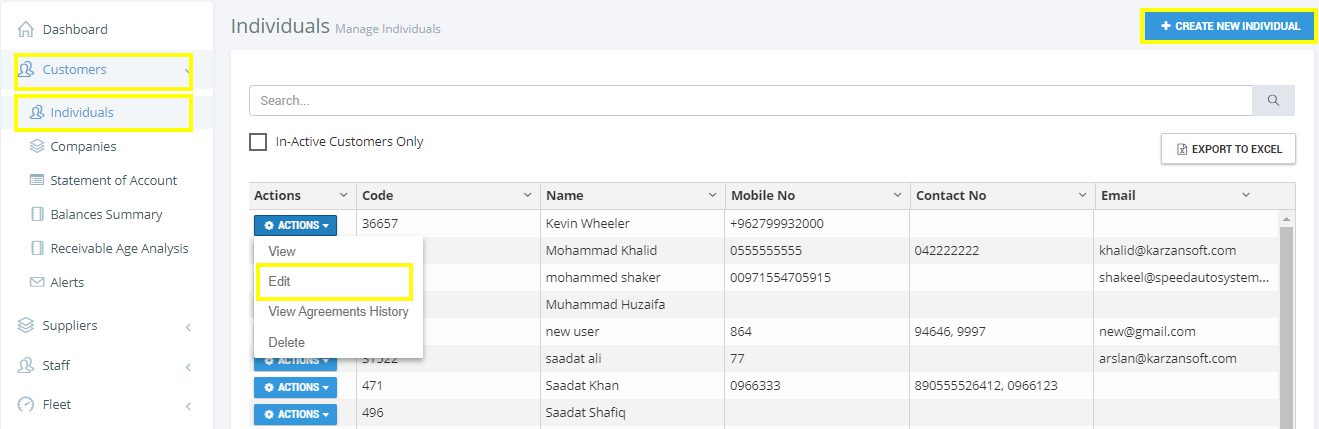 Dashboard
Customers
Individuals
Companies
Statement of Account
Balances Summary
Receivable Age Analysis
Alerts
Suppliers
Staff
Fleet
Individuals Manage Individuals
CREATE NEW INDIVIDUAL
Search...
In-Active Customers Only
EXPORT TO EXCEL
Actions Code Name Mobile No Contact No Email
ACTIONS 36657 Kevin Wheeler +962799932000
View
Mohammad Khalid 0555555555 042222222 khalid@karzansoft.com
Edit
mohammed shaker 00971554705915 shakeel@speedautosystem...
View Agreements History
Muhammad Huzaifa
new user 864 94646, 9997 new@gmail.com
Delete
ACTIONS 31522 saadat ali 77 arslan@karzansoft.com
ACTIONS 471 Saadat Khan 0966333 890555526412, 0966123
ACTIONS 496 Saadat Shafiq